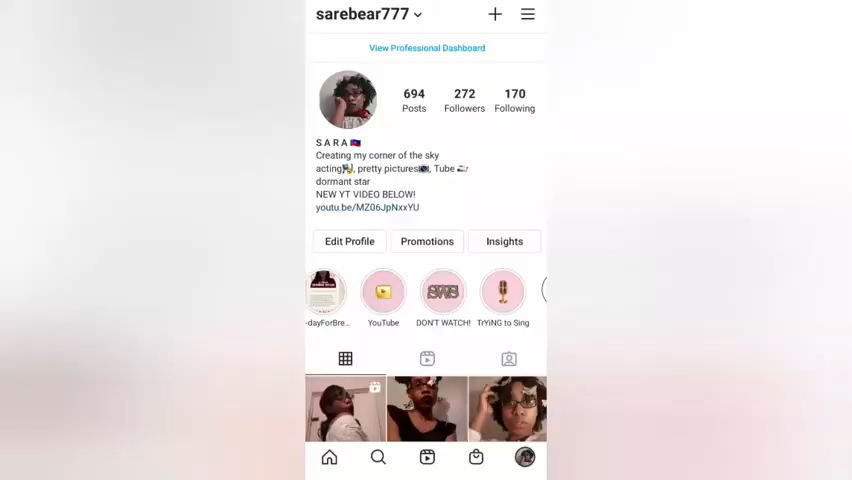 sarebear777
View Professional Dashboard
694 272 170
Posts Followers Following
S A R A 🇭🇹
Creating my corner of the sky
acting, pretty pictures📷, Tube
dormant star
NEW YT VIDEO BELOW!
youtu.be/MZ06JpNxxYU
Edit Profile Promotions Insights
-dayForBre... YouTube DON'T WATCH! TrYiNG to Sing
SWS